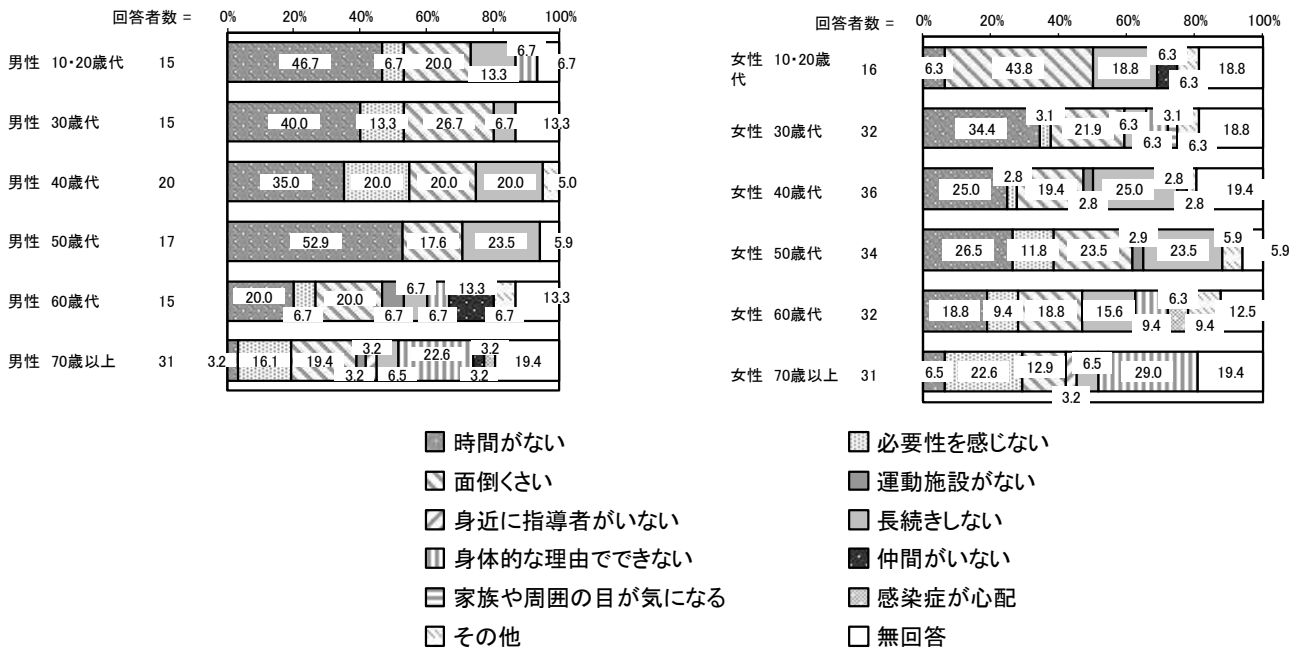 回答者数 = 0% 20% 40% 60% 80% 100%
男性 10・20歳代 15 46.7 6.7 20.0 13.3 6.7 6.7
男性 30歳代 15 40.0 13.3 26.7 6.7 13.3
男性 40歳代 20 35.0 20.0 20.0 20.0 5.0
男性 50歳代 17 52.9 17.6 23.5 5.9
男性 60歳代 15 20.0 6.7 20.0 6.7 6.7 6.7 13.3 6.7 13.3
男性 70歳以上 31 3.2 16.1 19.4 3.2 3.2 6.5 22.6 3.2 3.2 19.4
回答者数 = 0% 20% 40% 60% 80% 100%
女性 10・20歳
代 16 6.3 43.8 18.8 6.3 6.3 18.8
女性 30歳代 32 34.4 3.1 21.9 6.3 6.3 3.1 6.3 18.8
女性 40歳代 36 25.0 2.8 19.4 2.8 25.0 2.8 2.8 19.4
女性 50歳代 34 26.5 11.8 23.5 2.9 23.5 5.9 5.9
女性 60歳代 32 18.8 9.4 18.8 15.6 9.4 6.3 9.4 12.5
女性 70歳以上 31 6.5 22.6 12.9 3.2 6.5 29.0 19.4
時間がない
必要性を感じない
面倒くさい
運動施設がない
身近に指導者がいない
長続きしない
身体的な理由でできない
仲間がいない
家族や周囲の目が気になる
感染症が心配
その他
無回答